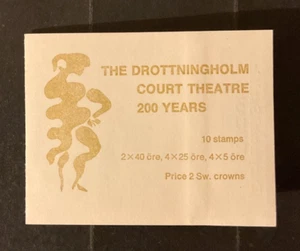 THE DROTTNINGHOLM
COURT THEATRE
200 YEARS
10 stamps
2×40 öre, 4×25 öre, 4×5 öre
Price 2 Sw. crowns